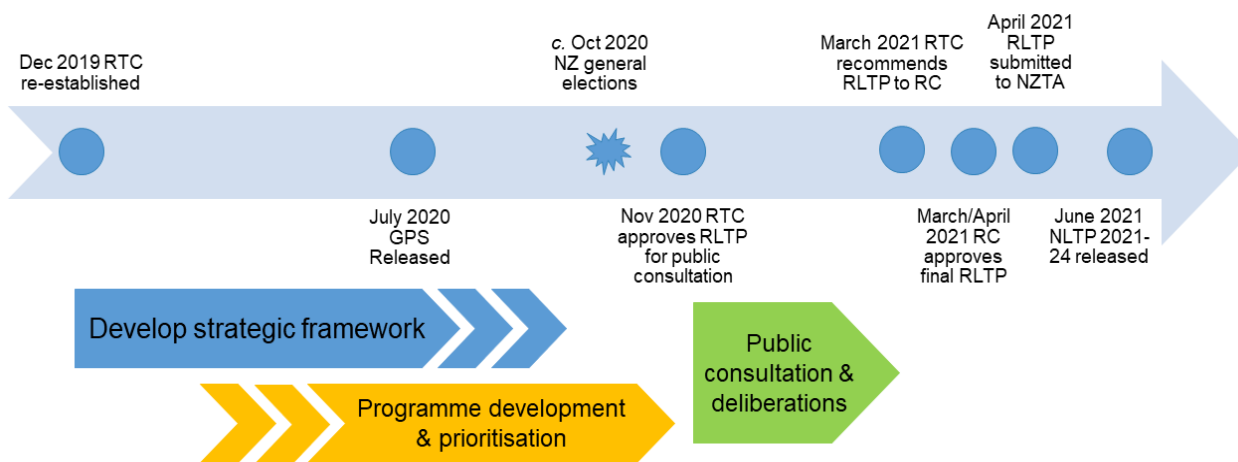 Dec 2019 RTC
re-established
c. Oct 2020
NZ general
elections
March 2021 RTC
recommends
RLTP to RC
April 2021
RLTP
submitted
to NZTA
July 2020
GPS
Released
Nov 2020 RTC
approves RLTP
for public
consultation
March/April
2021 RC
approves
final RLTP
June 2021
NLTP 2021-
24 released
Develop strategic framework
Programme development
& prioritisation
Public
consultation &
deliberations